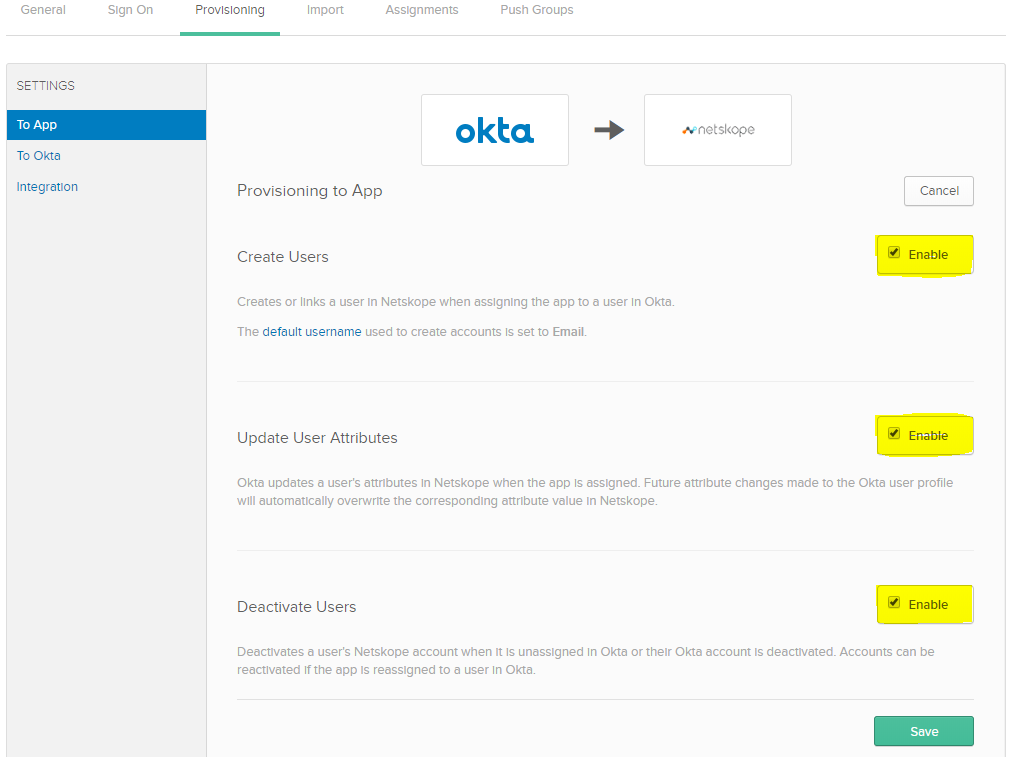 General Sign On Provisioning Import Assignments Push Groups
SETTINGS
To App
To Okta
Integration
okta netskope
Provisioning to App
Cancel
Create Users
Enable
Creates or links a user in Netskope when assigning the app to a user in Okta.
The default username used to create accounts is set to Email.
Update User Attributes
Enable
Okta updates a user's attributes in Netskope when the app is assigned. Future attribute changes made to the Okta user profile
will automatically overwrite the corresponding attribute value in Netskope.
Deactivate Users
Enable
Deactivates a user's Netskope account when it is unassigned in Okta or their Okta account is deactivated. Accounts can be
reactivated if the app is reassigned to a user in Okta.
Save